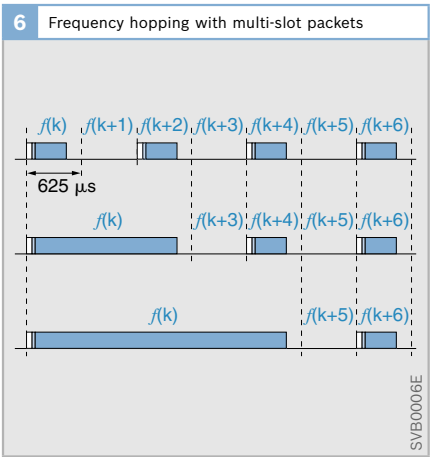 6 Frequency hopping with multi-slot packets
f(k) f(k+1) f(k+2) f(k+3) f(k+4) f(k+5) f(k+6)
625 µs
f(k) f(k+3) f(k+4) f(k+5) f(k+6)
f(k) f(k+5) f(k+6)
SVB0006E